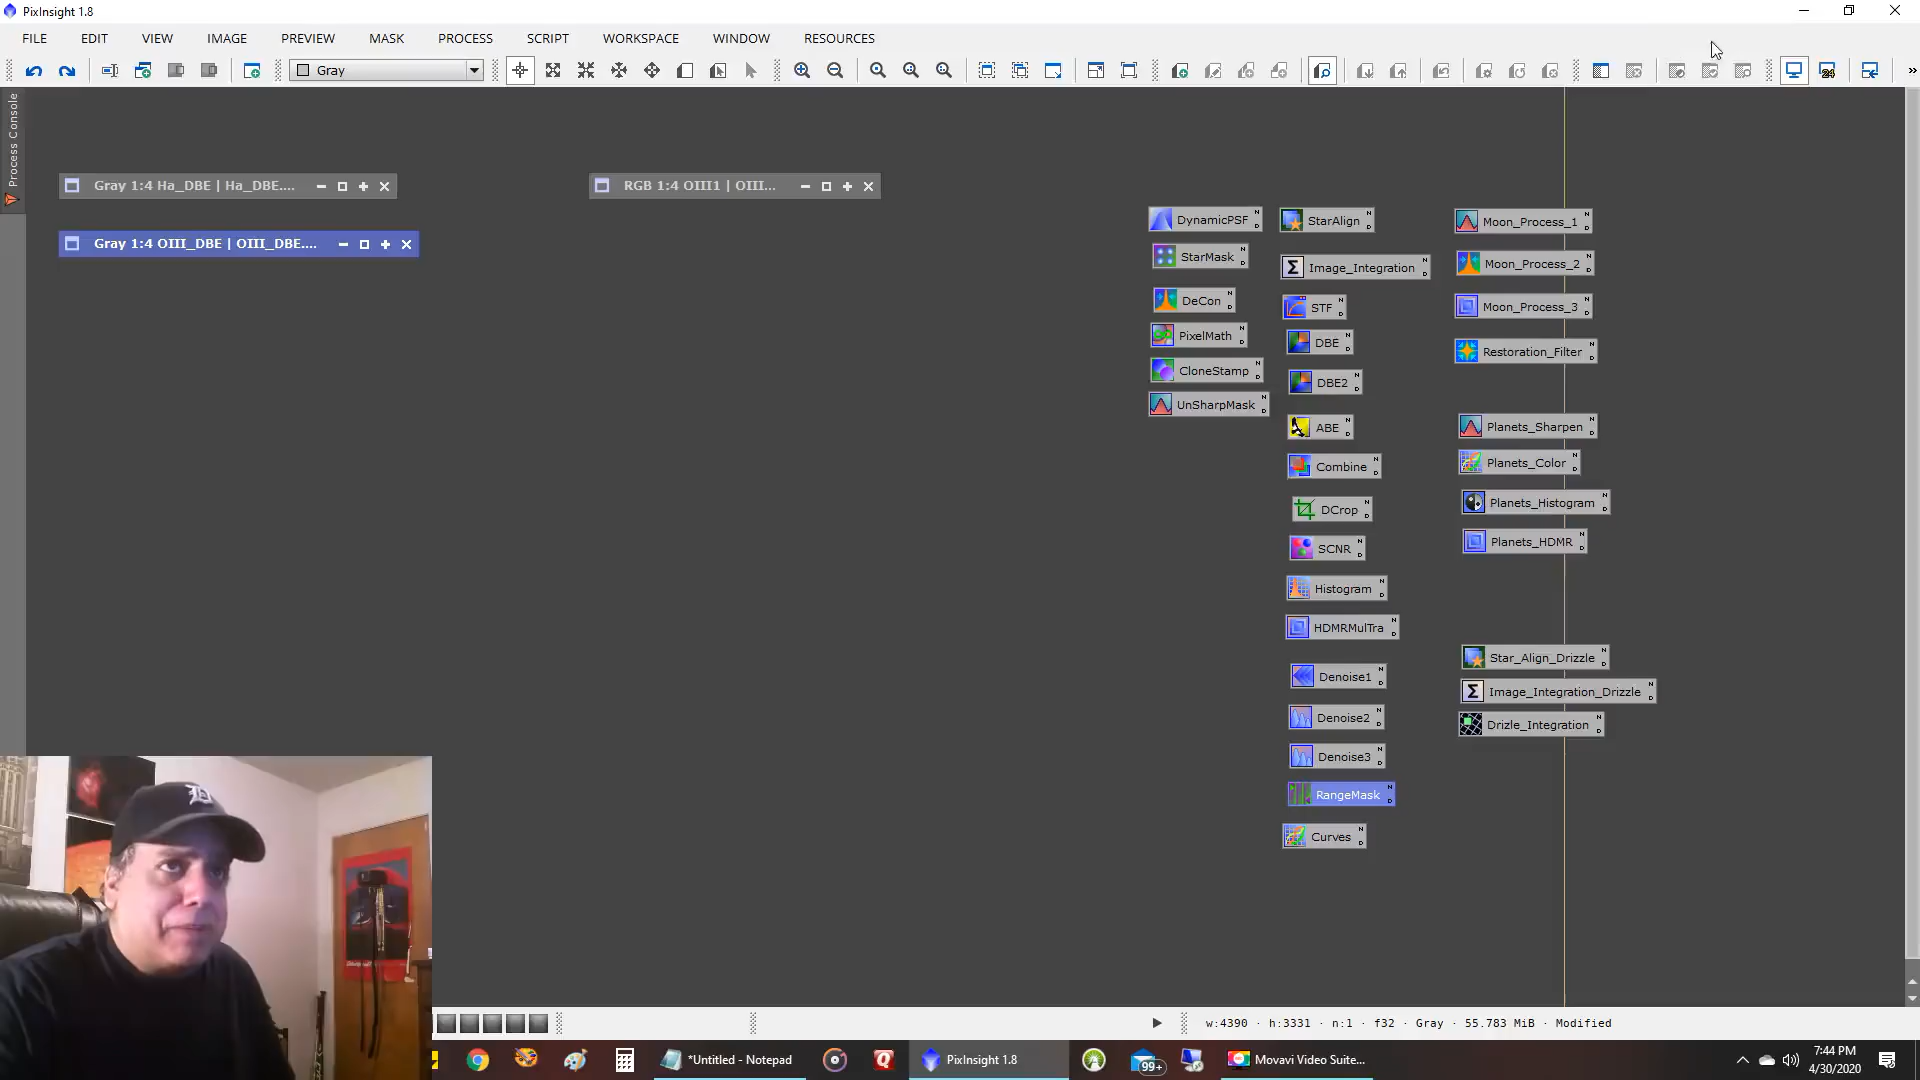 PixInsight 1.8
FILE EDIT VIEW IMAGE MASK PROCESS SCRIPT WORKSPACE WINDOW RESOURCES PREVIEW
Gray
24
Process Console
Gray 1:4 Ha_DBE | Ha_DBE....
RGB 1:4 OIII1 | OIII...
Gray 1:4 OIII_DBE | OIII_DBE....
DynamicPSF
StarMask
DeCon
PixelMath
CloneStamp
UnSharpMask
StarAlign
Image_Integration
STF
DBE
DBE2
ABE
Combine
DCrop
SCNR
Histogram
HDMRMulTra
Denoise1
Denoise2
Denoise3
RangeMask
Curves
Moon_Process_1
Moon_Process_2
Moon_Process_3
Restoration_Filter
Planets_Sharpen
Planets_Color
Planets_Histogram
Planets_HDMR
Star_Align_Drizzle
Image_Integration_Drizzle
Drizle_Integration
w:4390 · h:3331 · n:1 · f32 · Gray · 55.783 MiB · Modified
*Untitled - Notepad
PixInsight 1.8
99+
Movavi Video Suite...
7:44 PM
4/30/2020